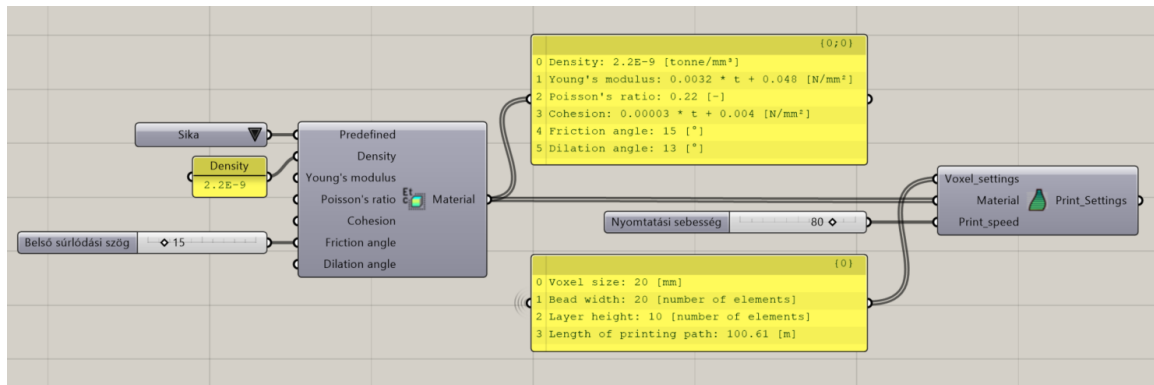 Sika
Density
2.2E-9
Belső súrlódási szög
15
Predefined
Density
Young's modulus
Poisson's ratio
Cohesion
Friction angle
Dilation angle
Et
C
Material
{0;0}
0 Density: 2.2E-9 [tonne/mm³]
1 Young's modulus: 0.0032 * t + 0.048 [N/mm²]
2 Poisson's ratio: 0.22 [-]
3 Cohesion: 0.00003 * t + 0.004 [N/mm²]
4 Friction angle: 15 [°]
5 Dilation angle: 13 [°]
Nyomtatási sebesség
80
{0}
0 Voxel size: 20 [mm]
1 Bead width: 20 [number of elements]
2 Layer height: 10 [number of elements]
3 Length of printing path: 100.61 [m]
Voxel_settings
Material
Print_speed
Print_Settings